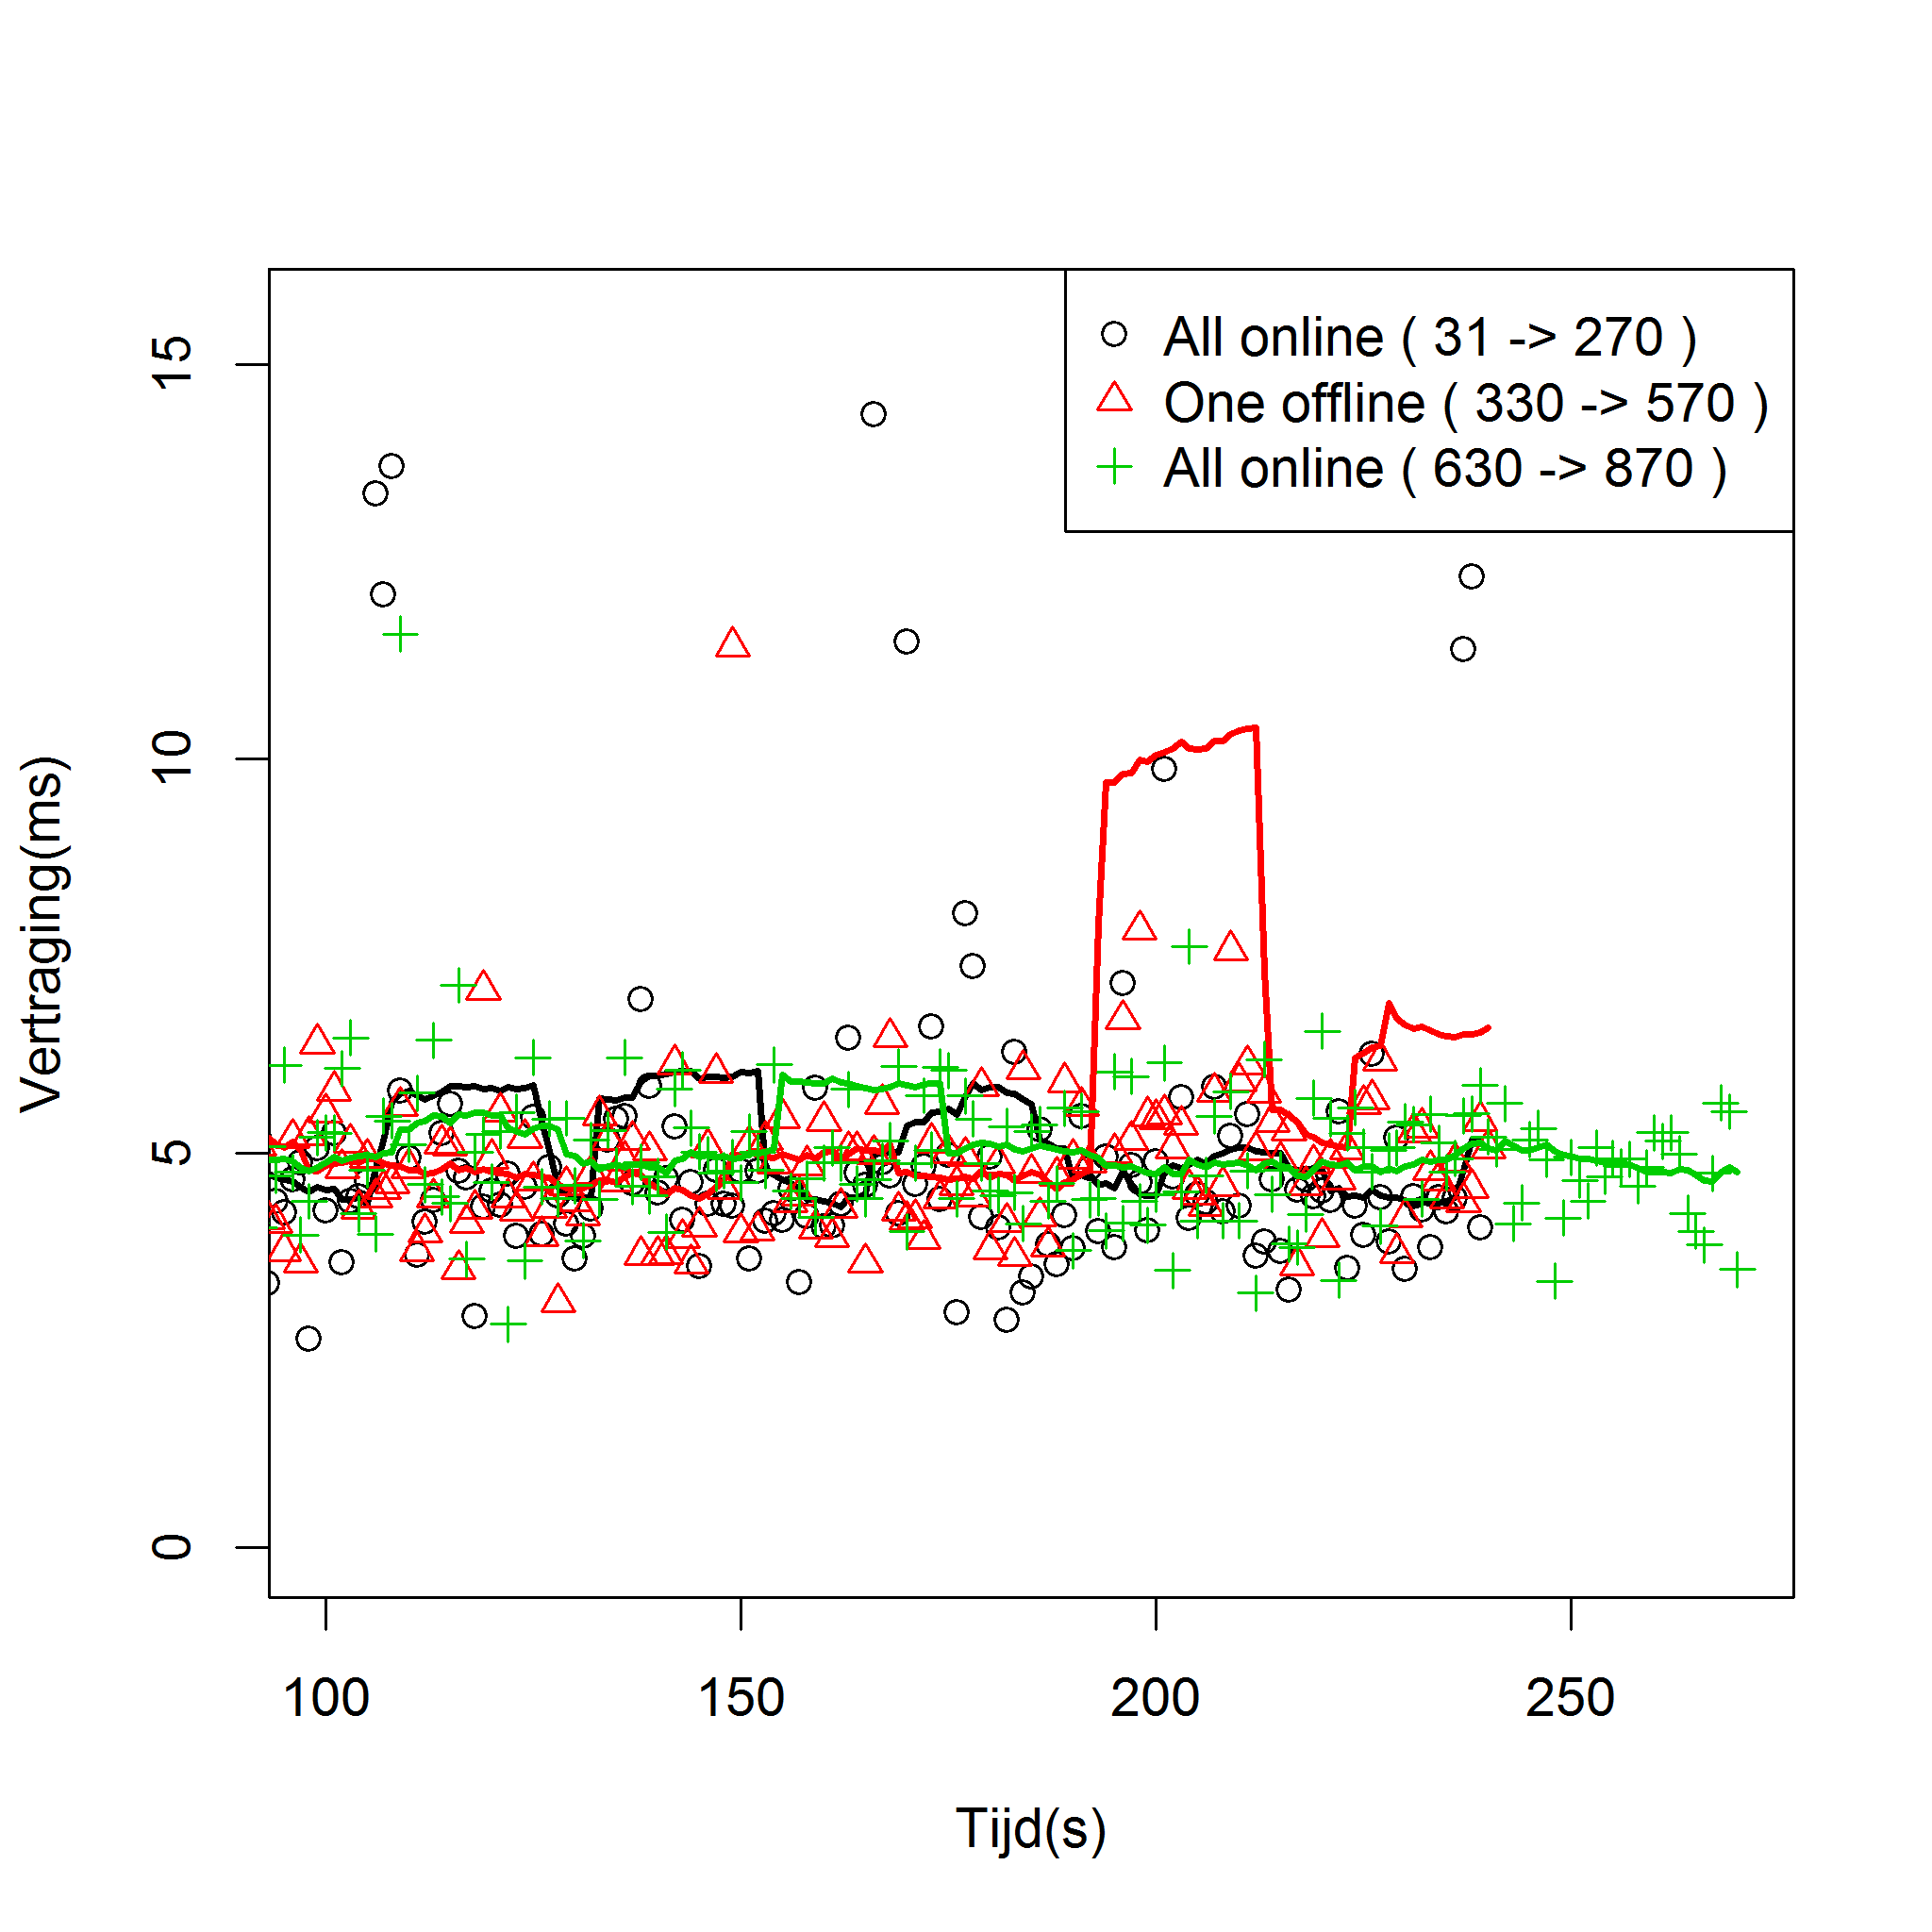 All online ( 31 -> 270 )
One offline ( 330 -> 570 )
All online ( 630 -> 870 )
15
10
5
0
Vertraging(ms)
100 150 200 250
Tijd(s)